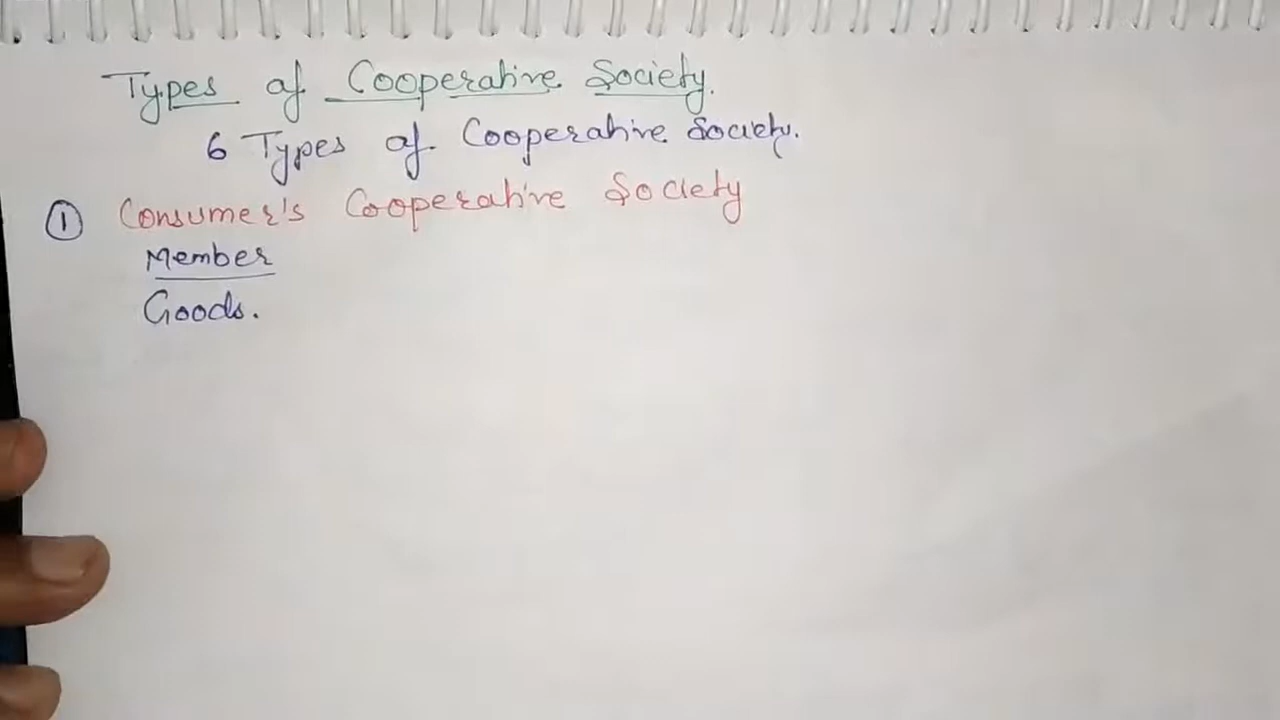 Types of Cooperative Society.
6 Types of Cooperative Society.
① Consumer's Cooperative Society
Member
Goods.